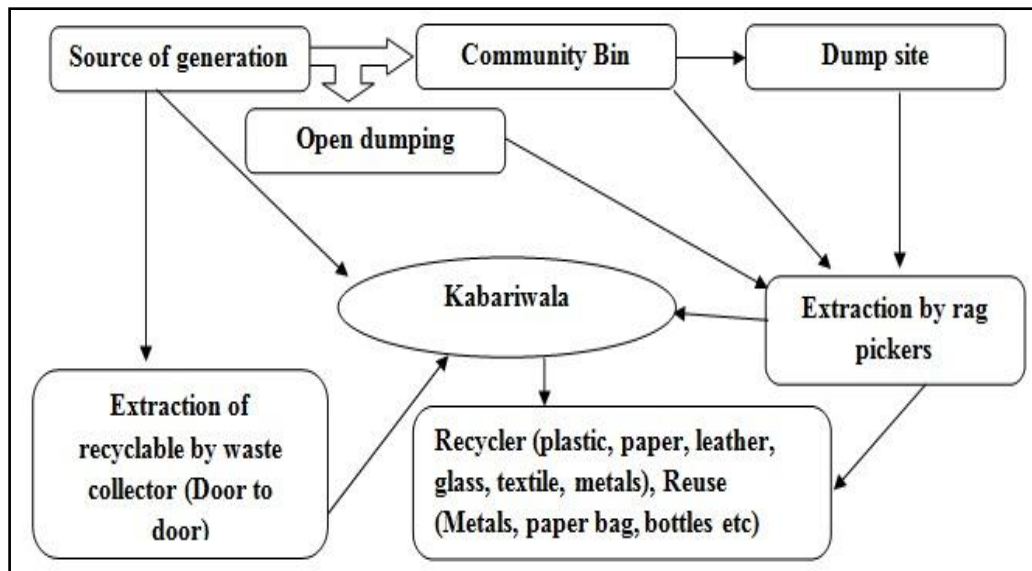 Source of generation
Community Bin
Dump site
Open dumping
Kabariwala
Extraction by rag
pickers
Extraction of
recyclable by waste
collector (Door to
door)
Recycler (plastic, paper, leather,
glass, textile, metals), Reuse
(Metals, paper bag, bottles etc)